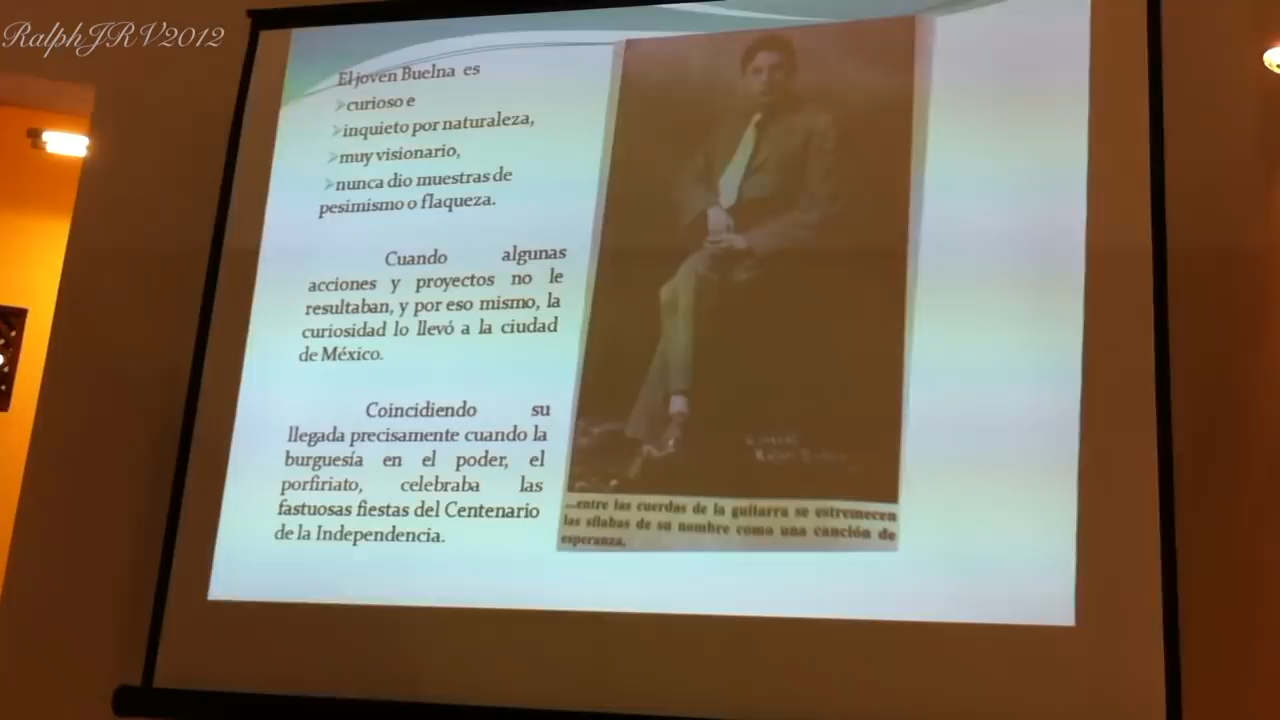 RalphJRV2012
El joven Buelna es
curioso e
inquieto por naturaleza,
muy visionario,
nunca dio muestras de
pesimismo o flaqueza.
Cuando algunas
acciones y proyectos no le
resultaban, y por eso mismo, la
curiosidad lo llevó a la ciudad
de México.
Coincidiendo su
llegada precisamente cuando la
burguesía en el poder, el
porfiriato, celebraba las
fastuosas fiestas del Centenario
de la Independencia.
...entre las cuerdas de la guitarra se estremecen
las sílabas de su nombre como una canción de
esperanza.